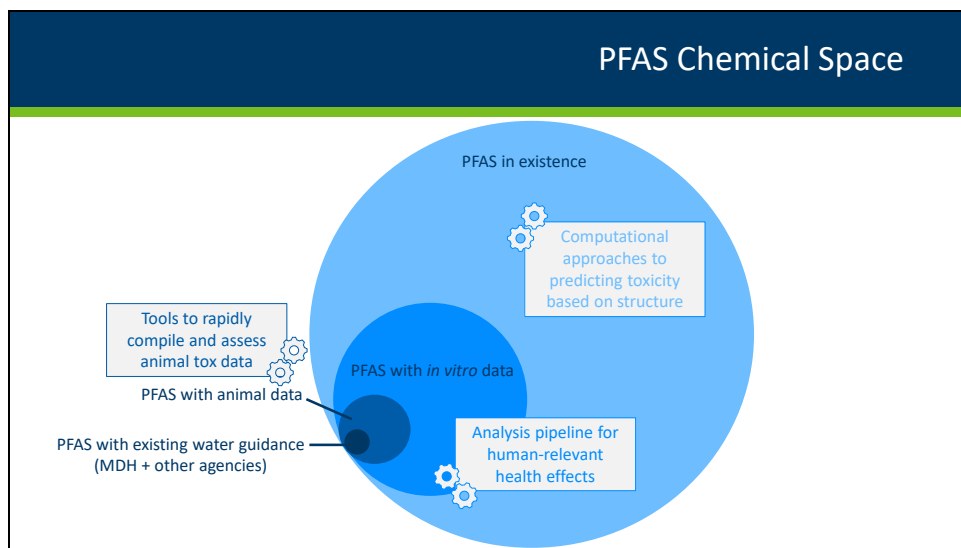 PFAS Chemical Space
PFAS in existence
Computational
approaches to
predicting toxicity
based on structure
Tools to rapidly
compile and assess
animal tox data
PFAS with in vitro data
PFAS with animal data
PFAS with existing water guidance
(MDH + other agencies)
Analysis pipeline for
human-relevant
health effects